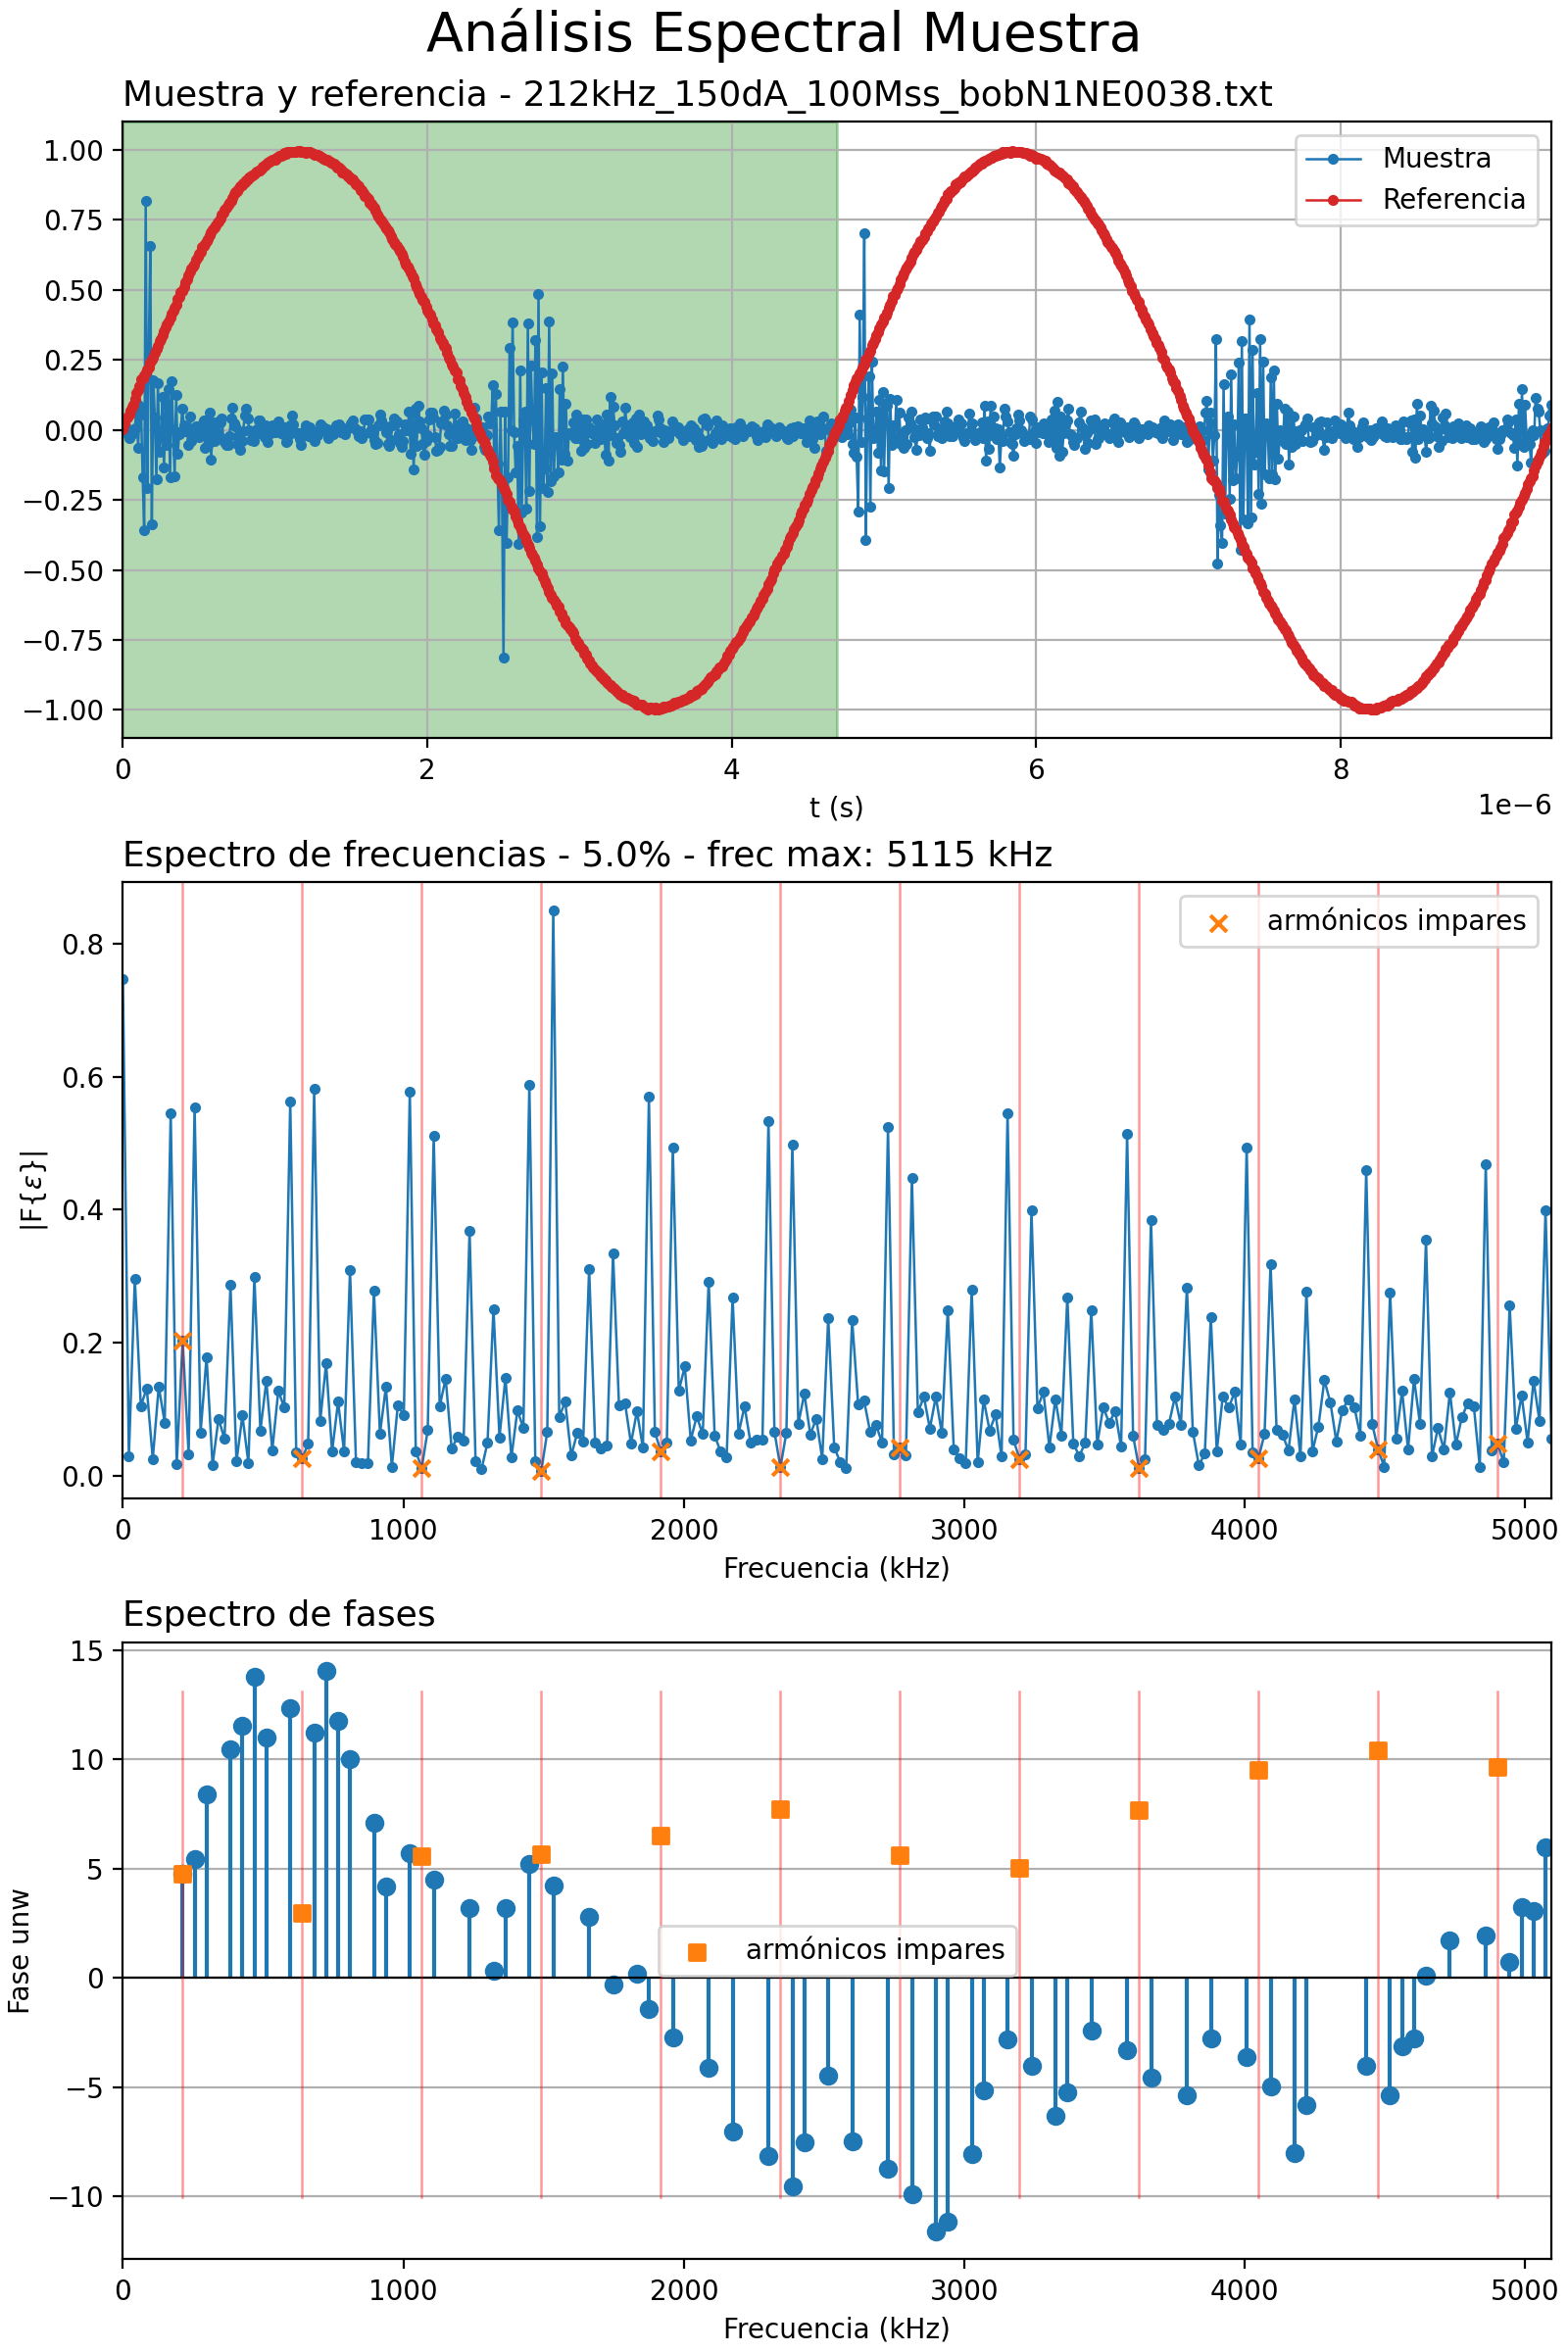 Análisis Espectral Muestra
Muestra y referencia - 212kHz_150dA_100Mss_bobN1NE0038.txt
1.00
0.75
0.50
0.25
0.00
−0.25
−0.50
−0.75
−1.00
Muestra
Referencia
0 2 4 6 8
t (s)
1e−6
Espectro de frecuencias - 5.0% - frec max: 5115 kHz
|F{ε}|
0.8
0.6
0.4
0.2
0.0
armónicos impares
0 1000 2000 3000 4000 5000
Frecuencia (kHz)
Espectro de fases
Fase unw
15
10
5
0
−5
−10
armónicos impares
0 1000 2000 3000 4000 5000
Frecuencia (kHz)